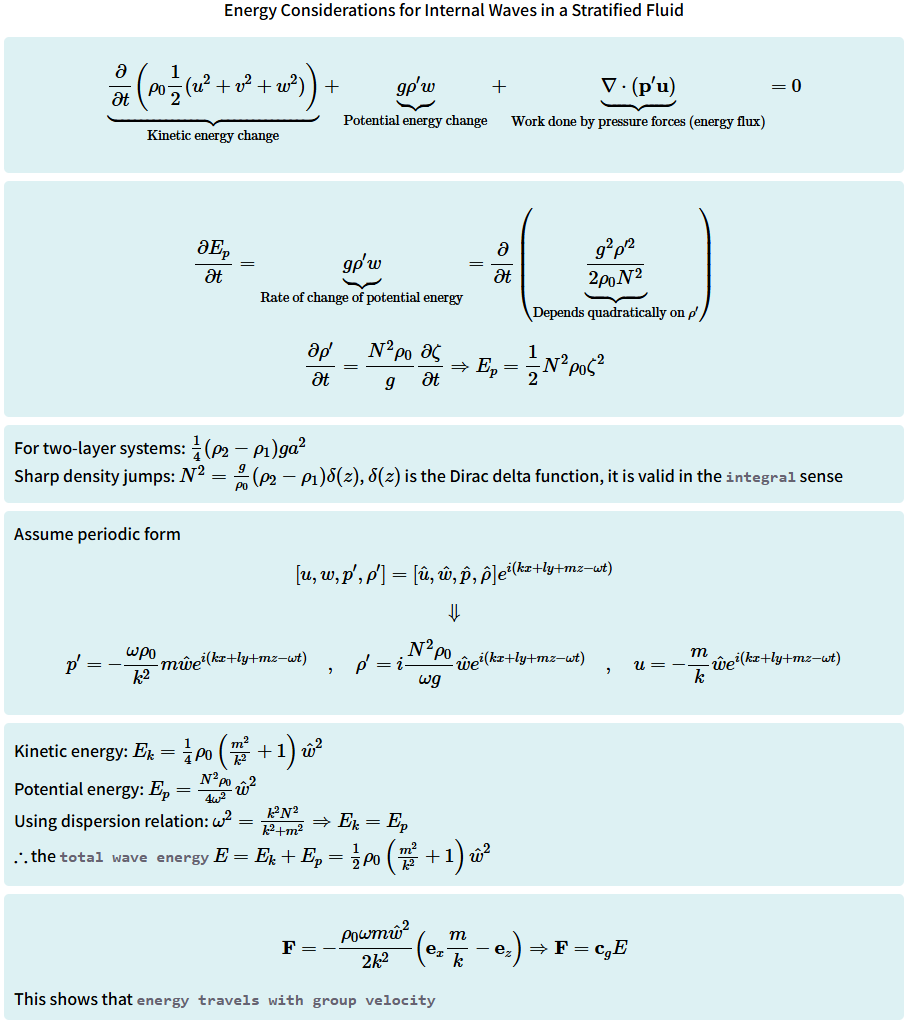 Energy Considerations for Internal Waves in a Stratified Fluid
$$\underbrace{\frac{\partial}{\partial t}\left(\rho_0 \frac{1}{2}(u^2 + v^2 + w^2)\right)}_{\text{Kinetic energy change}} + \underbrace{g\rho' w}_{\text{Potential energy change}} + \underbrace{\nabla \cdot (\mathbf{p}'\mathbf{u})}_{\text{Work done by pressure forces (energy flux)}} = 0$$
$$\frac{\partial E_p}{\partial t} = \underbrace{g\rho' w}_{\text{Rate of change of potential energy}} = \frac{\partial}{\partial t}\left(\underbrace{\frac{g^2 \rho'^2}{2\rho_0 N^2}}_{\text{Depends quadratically on } \rho'}\right)$$
$$\frac{\partial \rho'}{\partial t} = \frac{N^2 \rho_0}{g}\frac{\partial \zeta}{\partial t} \Rightarrow E_p = \frac{1}{2}N^2 \rho_0 \zeta^2$$
For two-layer systems: $\frac{1}{4}(\rho_2 - \rho_1)ga^2$
Sharp density jumps: $N^2 = \frac{g}{\rho_0}(\rho_2 - \rho_1)\delta(z), \delta(z)$ is the Dirac delta function, it is valid in the integral sense
Assume periodic form
$$[u, w, p', \rho'] = [\hat{u}, \hat{w}, \hat{p}, \hat{\rho}]e^{i(kx+ly+mz-\omega t)}$$
$$\Downarrow$$
$$p' = -\frac{\omega \rho_0}{k^2}m\hat{w}e^{i(kx+ly+mz-\omega t)} \quad , \quad \rho' = i\frac{N^2 \rho_0}{\omega g}\hat{w}e^{i(kx+ly+mz-\omega t)} \quad , \quad u = -\frac{m}{k}\hat{w}e^{i(kx+ly+mz-\omega t)}$$
Kinetic energy: $E_k = \frac{1}{4}\rho_0\left(\frac{m^2}{k^2} + 1\right)\hat{w}^2$
Potential energy: $E_p = \frac{N^2 \rho_0}{4\omega^2}\hat{w}^2$
Using dispersion relation: $\omega^2 = \frac{k^2 N^2}{k^2 + m^2} \Rightarrow E_k = E_p$
$\therefore$ the total wave energy $E = E_k + E_p = \frac{1}{2}\rho_0\left(\frac{m^2}{k^2} + 1\right)\hat{w}^2$
$$\mathbf{F} = -\frac{\rho_0 \omega m \hat{w}^2}{2k^2}\left(\mathbf{e}_x \frac{m}{k} - \mathbf{e}_z\right) \Rightarrow \mathbf{F} = \mathbf{c}_g E$$
This shows that energy travels with group velocity